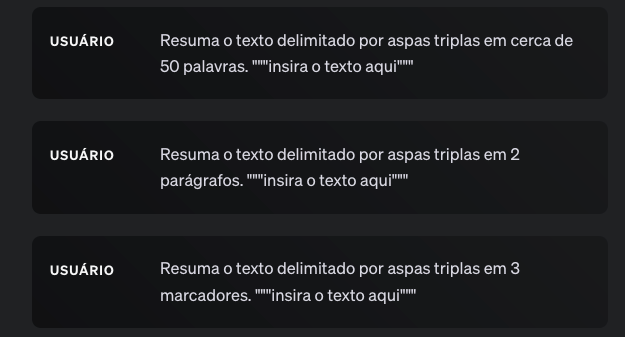 USUÁRIO
Resuma o texto delimitado por aspas triplas em cerca de
50 palavras. """insira o texto aqui"""
USUÁRIO
Resuma o texto delimitado por aspas triplas em 2
parágrafos. """insira o texto aqui"""
USUÁRIO
Resuma o texto delimitado por aspas triplas em 3
marcadores. """insira o texto aqui"""